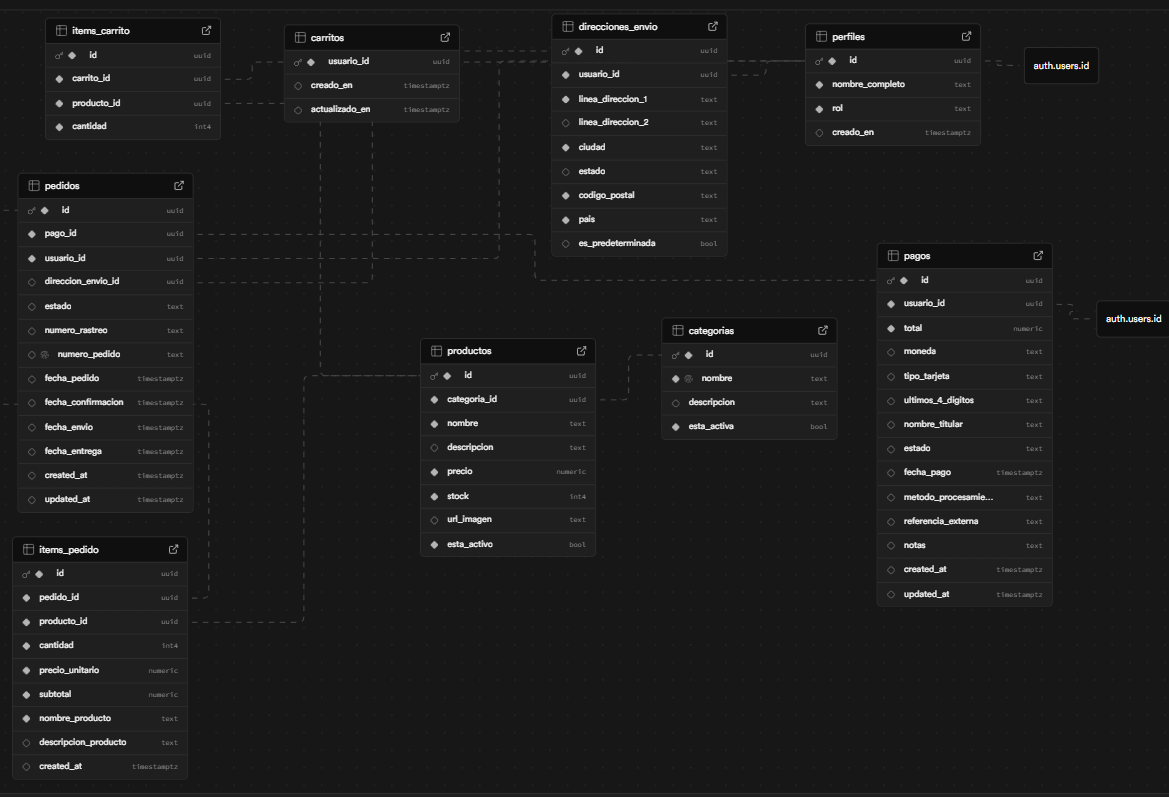 items_carrito
id uuid
carrito_id uuid
producto_id uuid
cantidad int4
carritos
usuario_id uuid
creado_en timestamptz
actualizado_en timestamptz
direcciones_envio
id uuid
usuario_id uuid
linea_direccion_1 text
linea_direccion_2 text
ciudad text
estado text
codigo_postal text
pais text
es_predeterminada bool
perfiles
id uuid
nombre_completo text
rol text
creado_en timestamptz
auth.users.id
pedidos
id uuid
pago_id uuid
usuario_id uuid
direccion_envio_id uuid
estado text
numero_rastreo text
numero_pedido text
fecha_pedido timestamptz
fecha_confirmacion timestamptz
fecha_envio timestamptz
fecha_entrega timestamptz
created_at timestamptz
updated_at timestamptz
productos
id uuid
categoria_id uuid
nombre text
descripcion text
precio numeric
stock int4
url_imagen text
esta_activo bool
categorias
id uuid
nombre text
descripcion text
esta_activa bool
pagos
id uuid
usuario_id uuid
total numeric
moneda text
tipo_tarjeta text
ultimos_4_digitos text
nombre_titular text
estado text
fecha_pago timestamptz
metodo_procesamie... text
referencia_externa text
notas text
created_at timestamptz
updated_at timestamptz
auth.users.id
items_pedido
id uuid
pedido_id uuid
producto_id uuid
cantidad int4
precio_unitario numeric
subtotal numeric
nombre_producto text
descripcion_producto text
created_at timestamptz